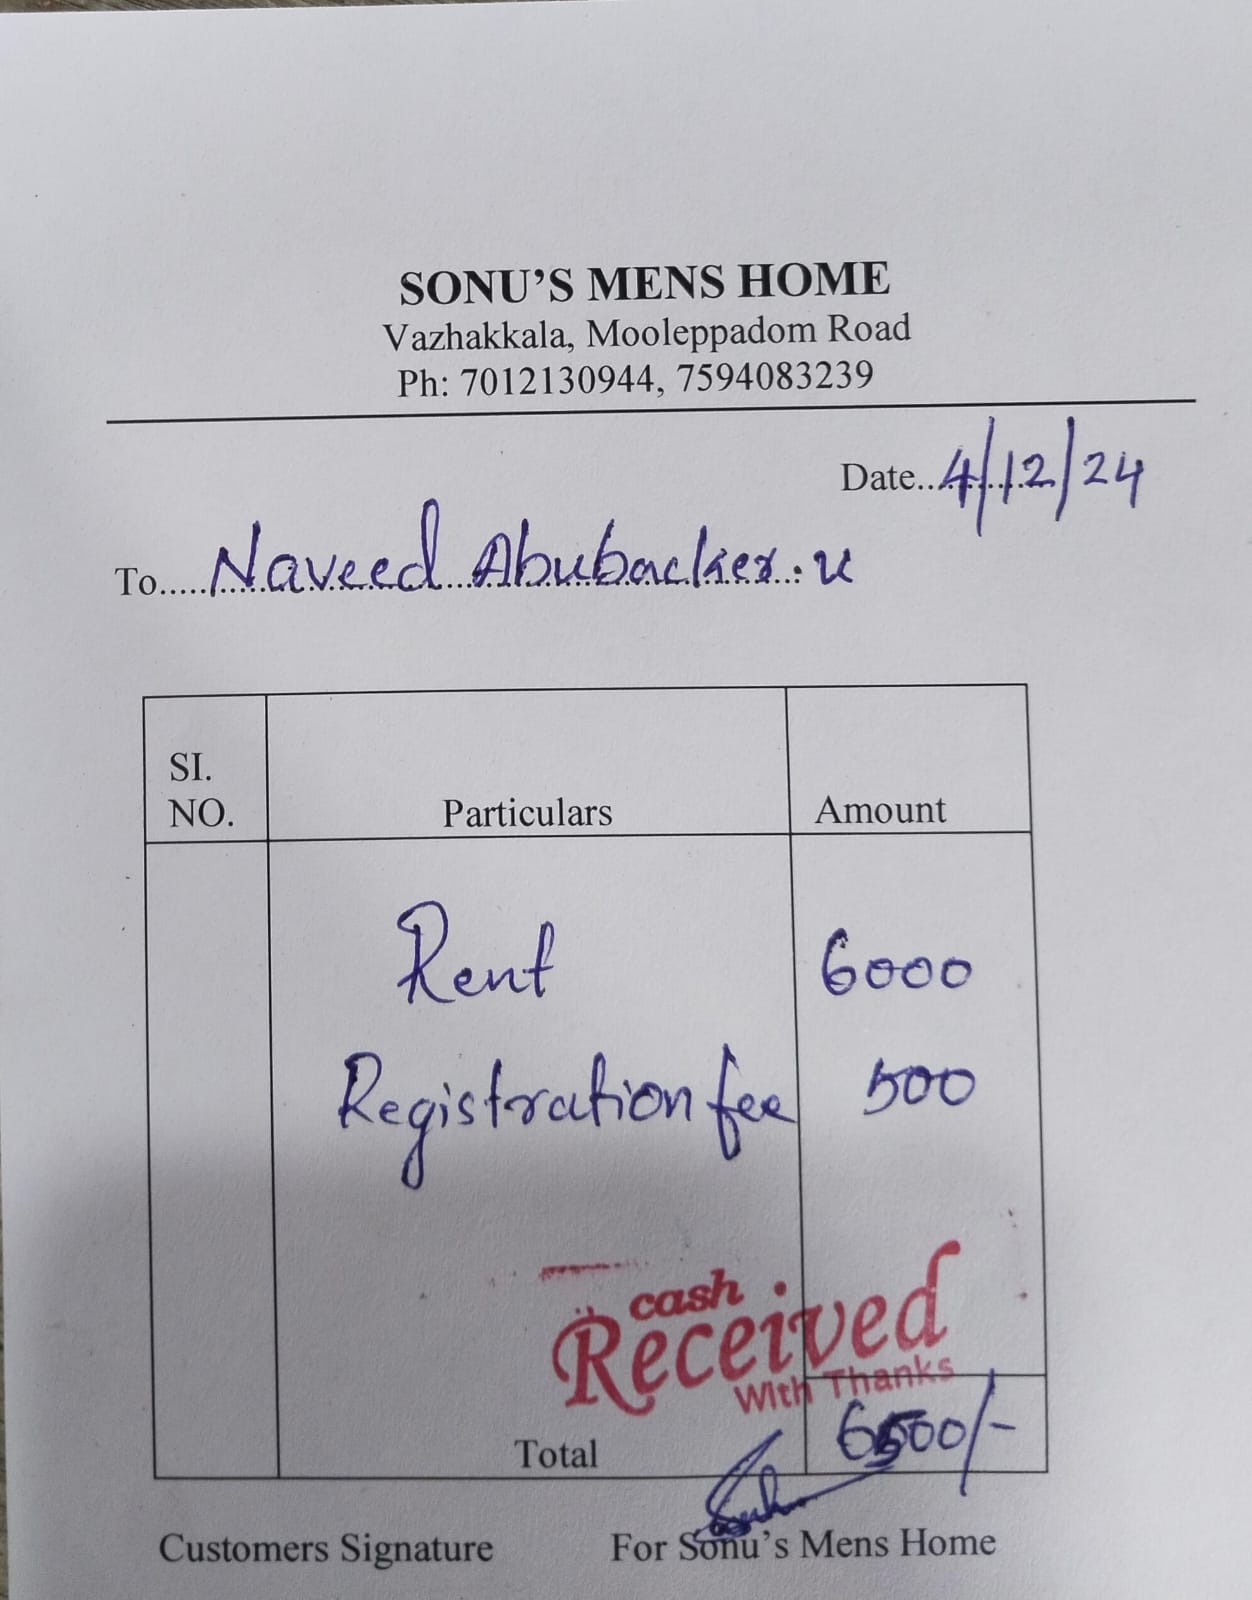 SONU'S MENS HOME
Vazhakkala, Mooleppadom Road
Ph: 7012130944, 7594083239
Date..4/12/24
To.....Naveed Abubacker.u
SI. NO. Particulars Amount
Rent 6000
Registration fee 500
cash
Received
With Thanks
Total 6500/-
Customers Signature For Sonu's Mens Home